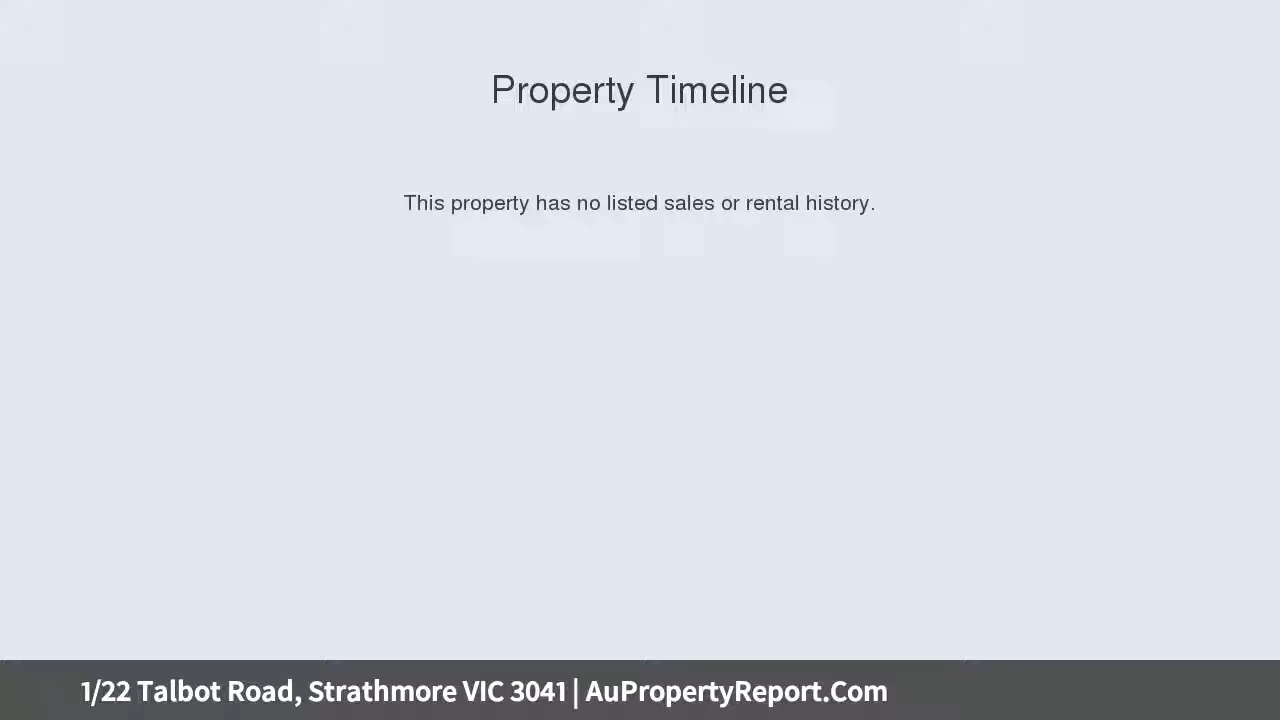 Property Timeline
This property has no listed sales or rental history.
1/22 Talbot Road, Strathmore VIC 3041 | AuPropertyReport.Com